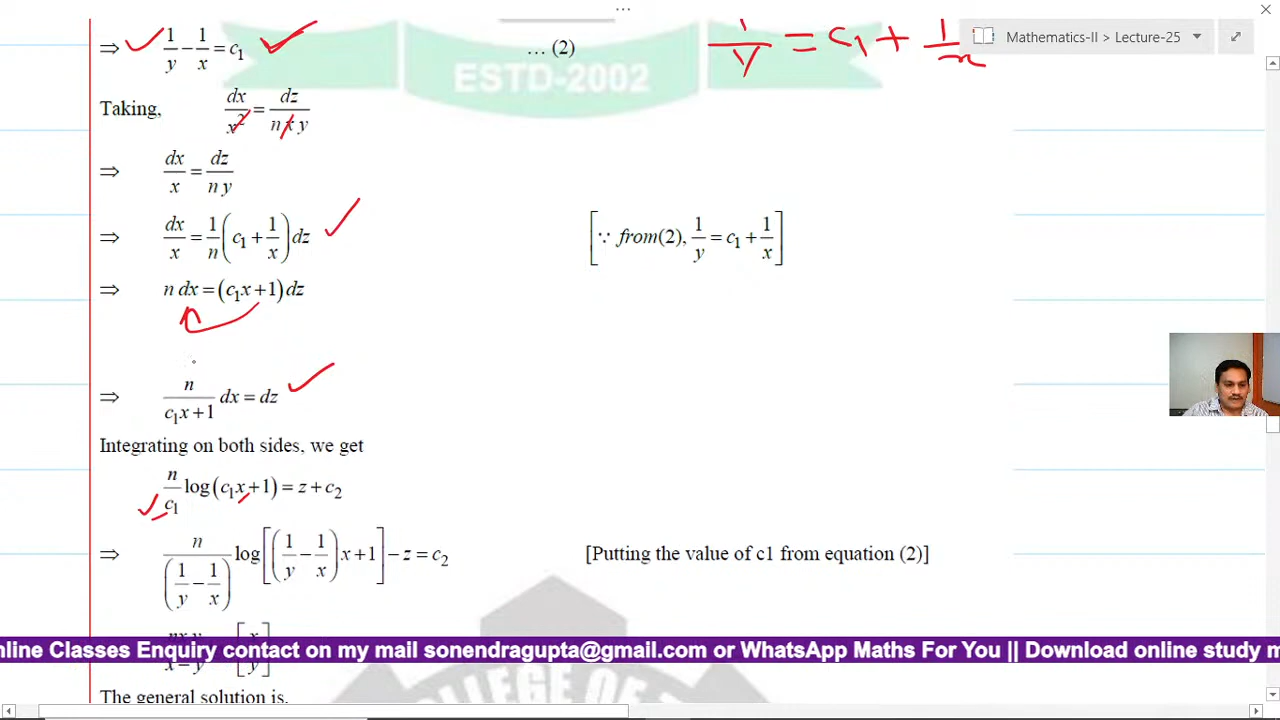 ⇒ 1/y − 1/x = c₁ … (2) 1/y = c₁ + 1/x
Mathematics-II > Lecture-25
ESTD-2002
Taking, dx/x² = dz/(n x y)
⇒ dx/x = dz/(n y)
⇒ dx/x = 1/n (c₁ + 1/x) dz [∵ from(2), 1/y = c₁ + 1/x]
⇒ n dx = (c₁x + 1) dz
⇒ n/(c₁x + 1) dx = dz
Integrating on both sides, we get
n/c₁ log(c₁x + 1) = z + c₂
⇒ n/(1/y − 1/x) log[(1/y − 1/x) x + 1] − z = c₂ [Putting the value of c1 from equation (2)]
nline Classes Enquiry contact on my mail sonendragupta@gmail.com or WhatsApp Maths For You || Download online study m
The general solution is,